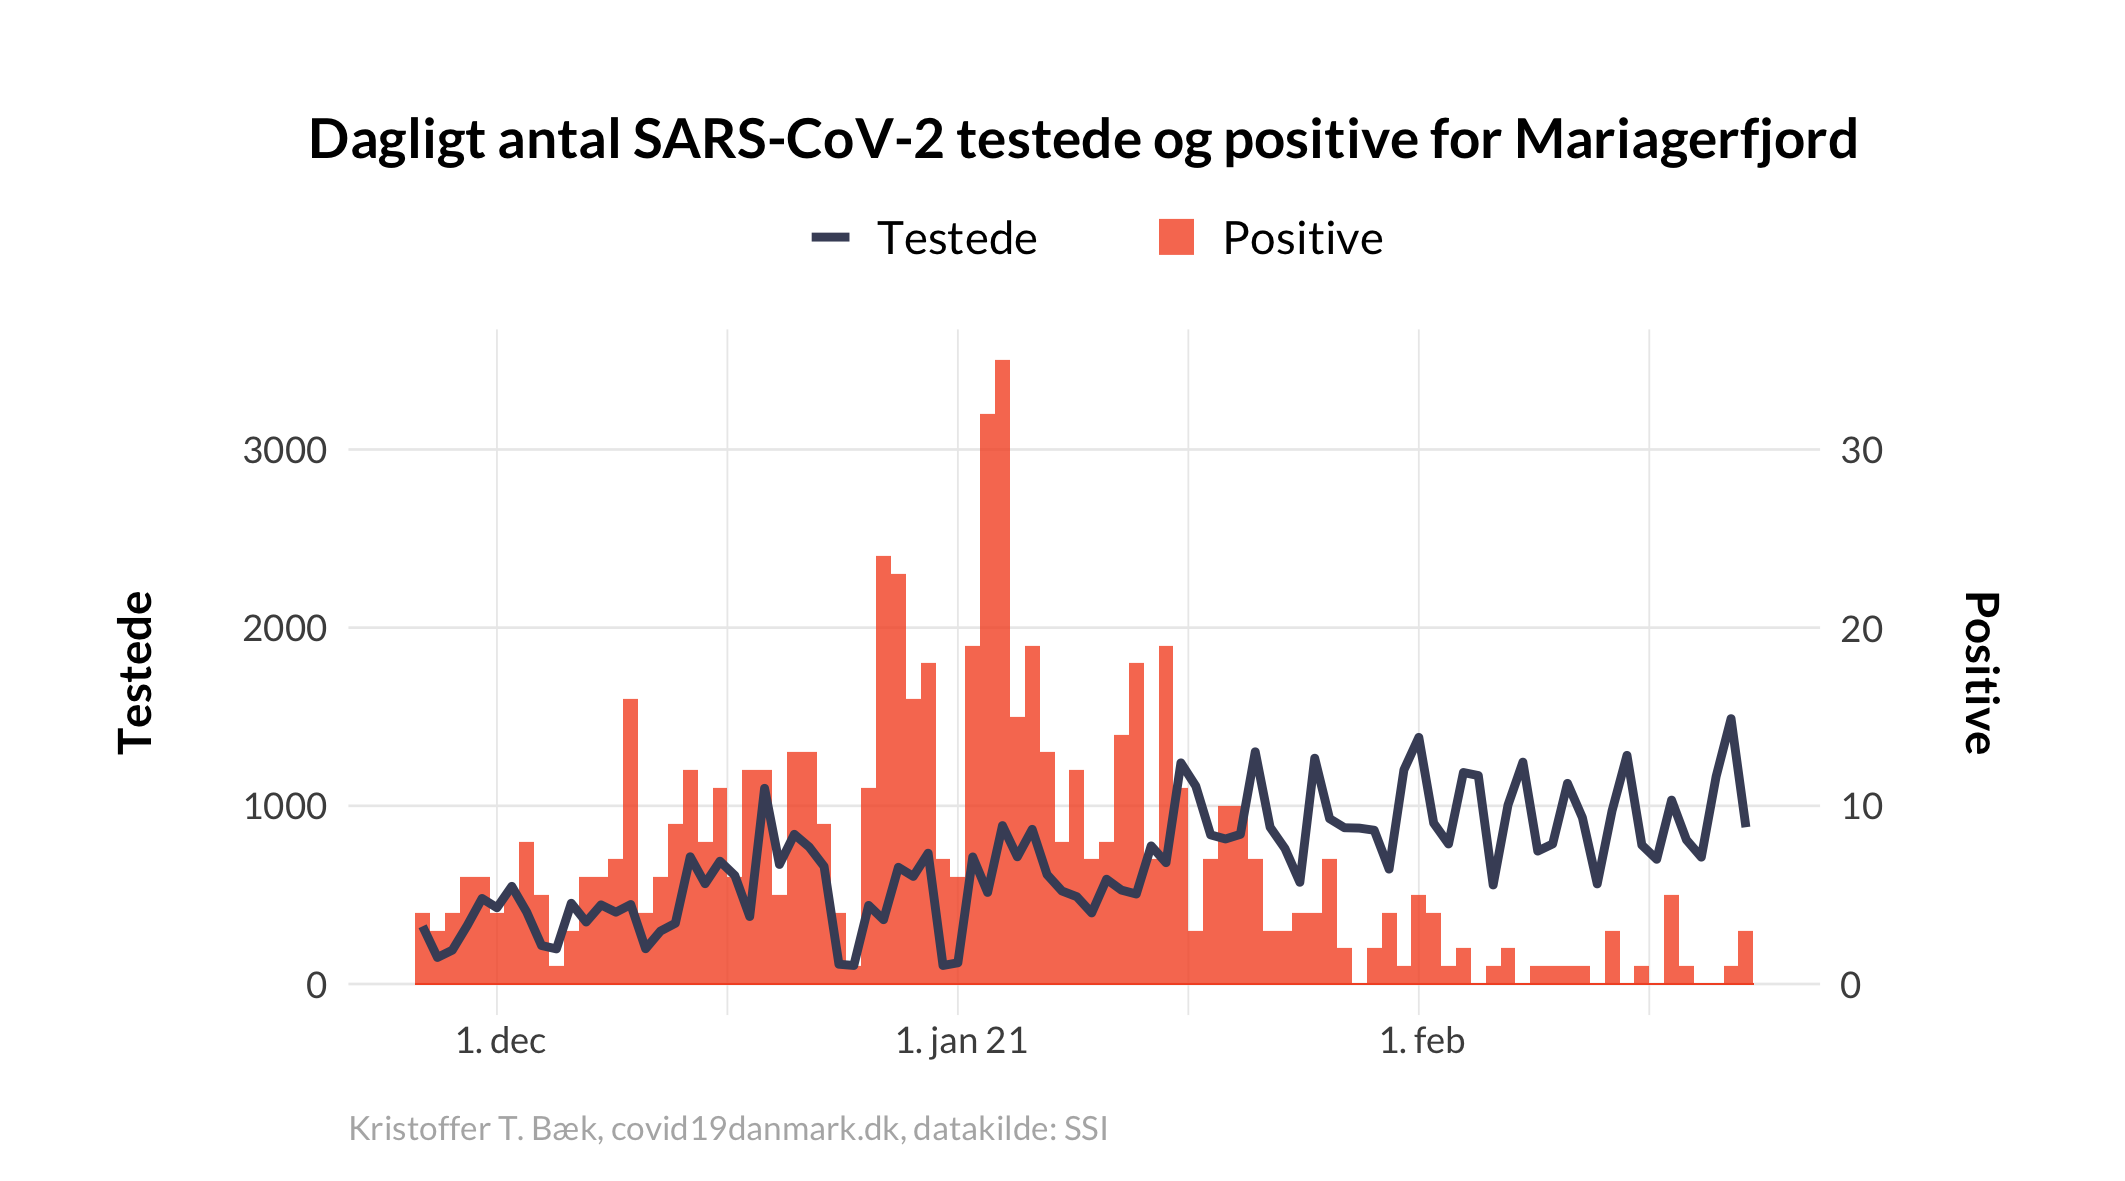 Dagligt antal SARS-CoV-2 testede og positive for Mariagerfjord
Testede Positive
3000 30
2000 20
1000 10
0 0
Testede
Positive
1. dec 1. jan 21 1. feb
Kristoffer T. Bæk, covid19danmark.dk, datakilde: SSI